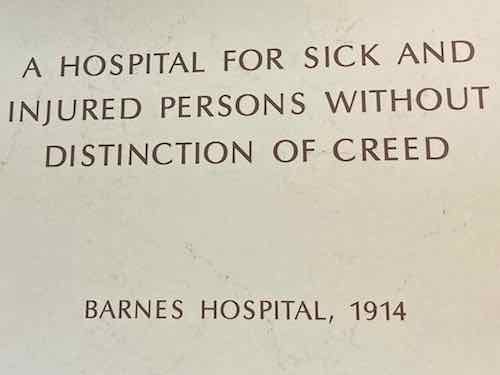 A HOSPITAL FOR SICK AND
INJURED PERSONS WITHOUT
DISTINCTION OF CREED
BARNES HOSPITAL, 1914